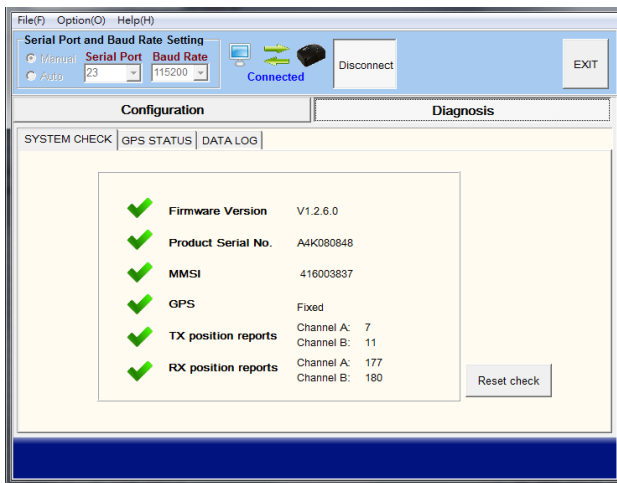 File(F) Option(O) Help(H)
Serial Port and Baud Rate Setting
Manual Serial Port Baud Rate
Auto 23 115200
Connected
Disconnect
EXIT
Configuration Diagnosis
SYSTEM CHECK GPS STATUS DATA LOG
Firmware Version V1.2.6.0
Product Serial No. A4K080848
MMSI 416003837
GPS Fixed
TX position reports Channel A: 7
Channel B: 11
RX position reports Channel A: 177
Channel B: 180
Reset check